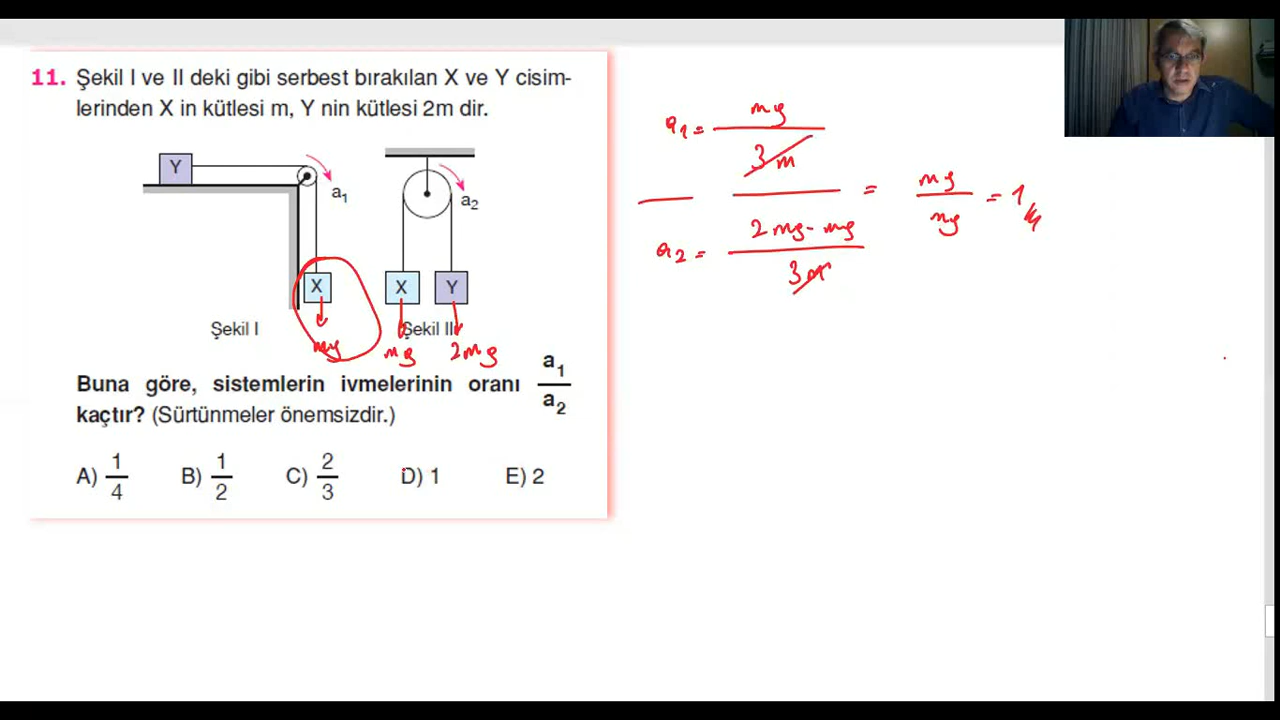 11. Şekil I ve II deki gibi serbest bırakılan X ve Y cisim-
lerinden X in kütlesi m, Y nin kütlesi 2m dir.
Y
a1
a2
X
X
Y
Şekil I
Şekil II
mg
mg
2mg
Buna göre, sistemlerin ivmelerinin oranı a1/a2
kaçtır? (Sürtünmeler önemsizdir.)
A) 1/4 B) 1/2 C) 2/3 D) 1 E) 2
a1 = mg
3m
= mg/mg = 1
a2 = 2mg - mg
3m